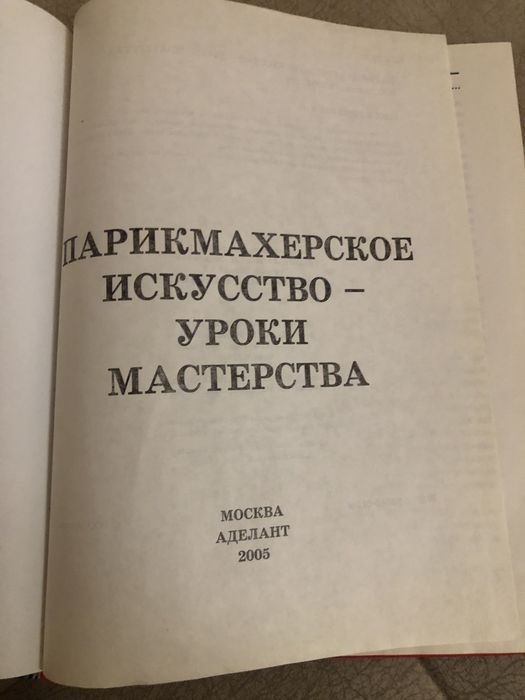 ПАРИКМАХЕРСКОЕ
ИСКУССТВО –
УРОКИ
МАСТЕРСТВА
МОСКВА
АДЕЛАНТ
2005